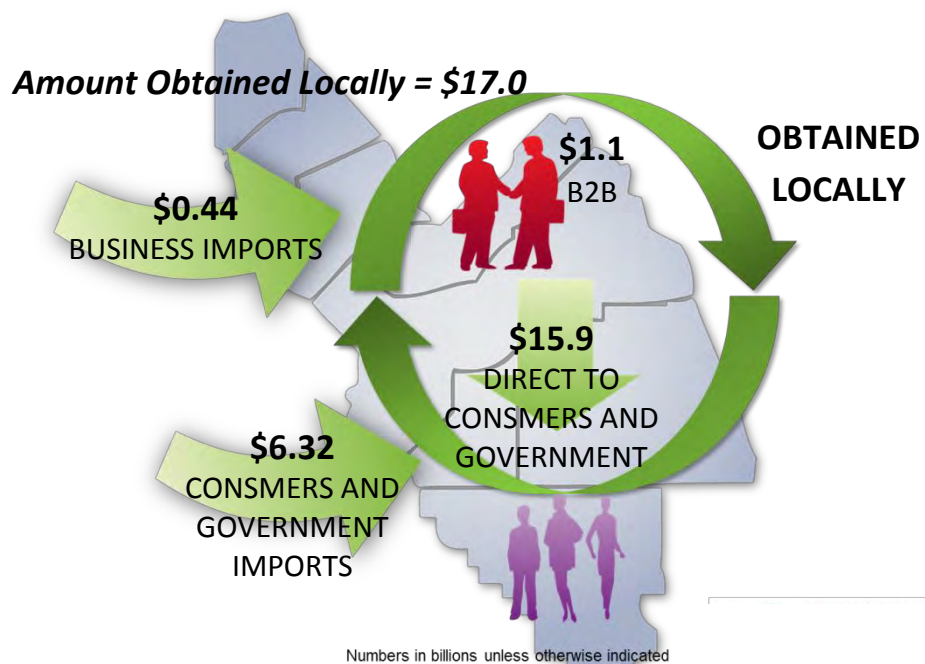 Amount Obtained Locally = $17.0
OBTAINED
LOCALLY
$1.1
B2B
$0.44
BUSINESS IMPORTS
$15.9
DIRECT TO
CONSMERS AND
GOVERNMENT
$6.32
CONSMERS AND
GOVERNMENT
IMPORTS
Numbers in billions unless otherwise indicated